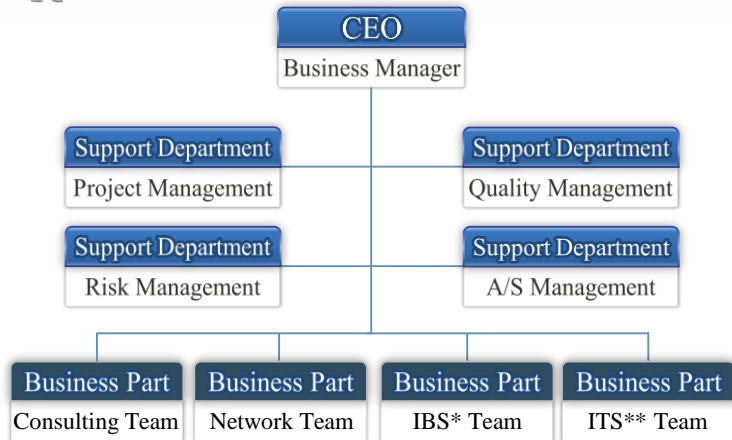 CEO
Business Manager
Support Department
Project Management
Support Department
Quality Management
Support Department
Risk Management
Support Department
A/S Management
Business Part
Consulting Team
Business Part
Network Team
Business Part
IBS* Team
Business Part
ITS** Team